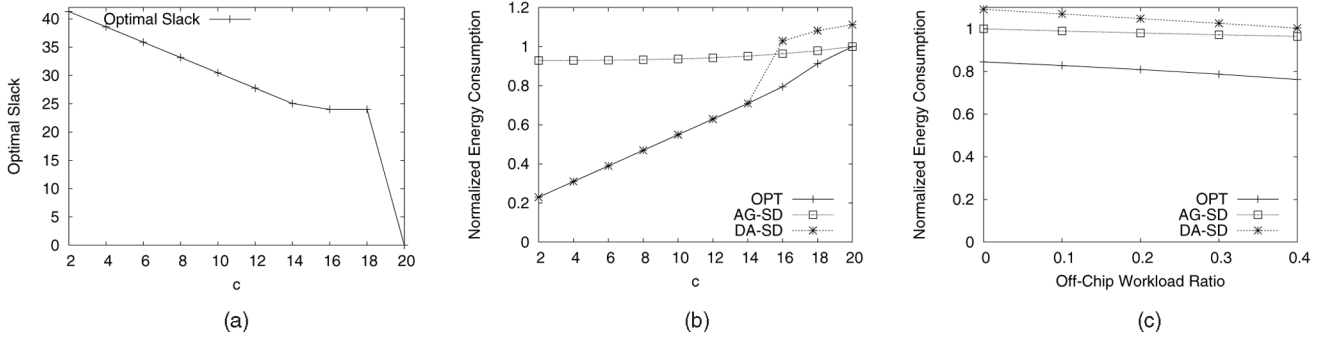 Optimal Slack
40
35
30
25
20
15
10
5
0
2 4 6 8 10 12 14 16 18 20
c
Optimal Slack
(a)
1.2
1
0.8
0.6
0.4
0.2
0
2 4 6 8 10 12 14 16 18 20
c
Normalized Energy Consumption
OPT
AG-SD
DA-SD
(b)
1
0.8
0.6
0.4
0.2
0
0 0.1 0.2 0.3 0.4
Off-Chip Workload Ratio
Normalized Energy Consumption
OPT
AG-SD
DA-SD
(c)